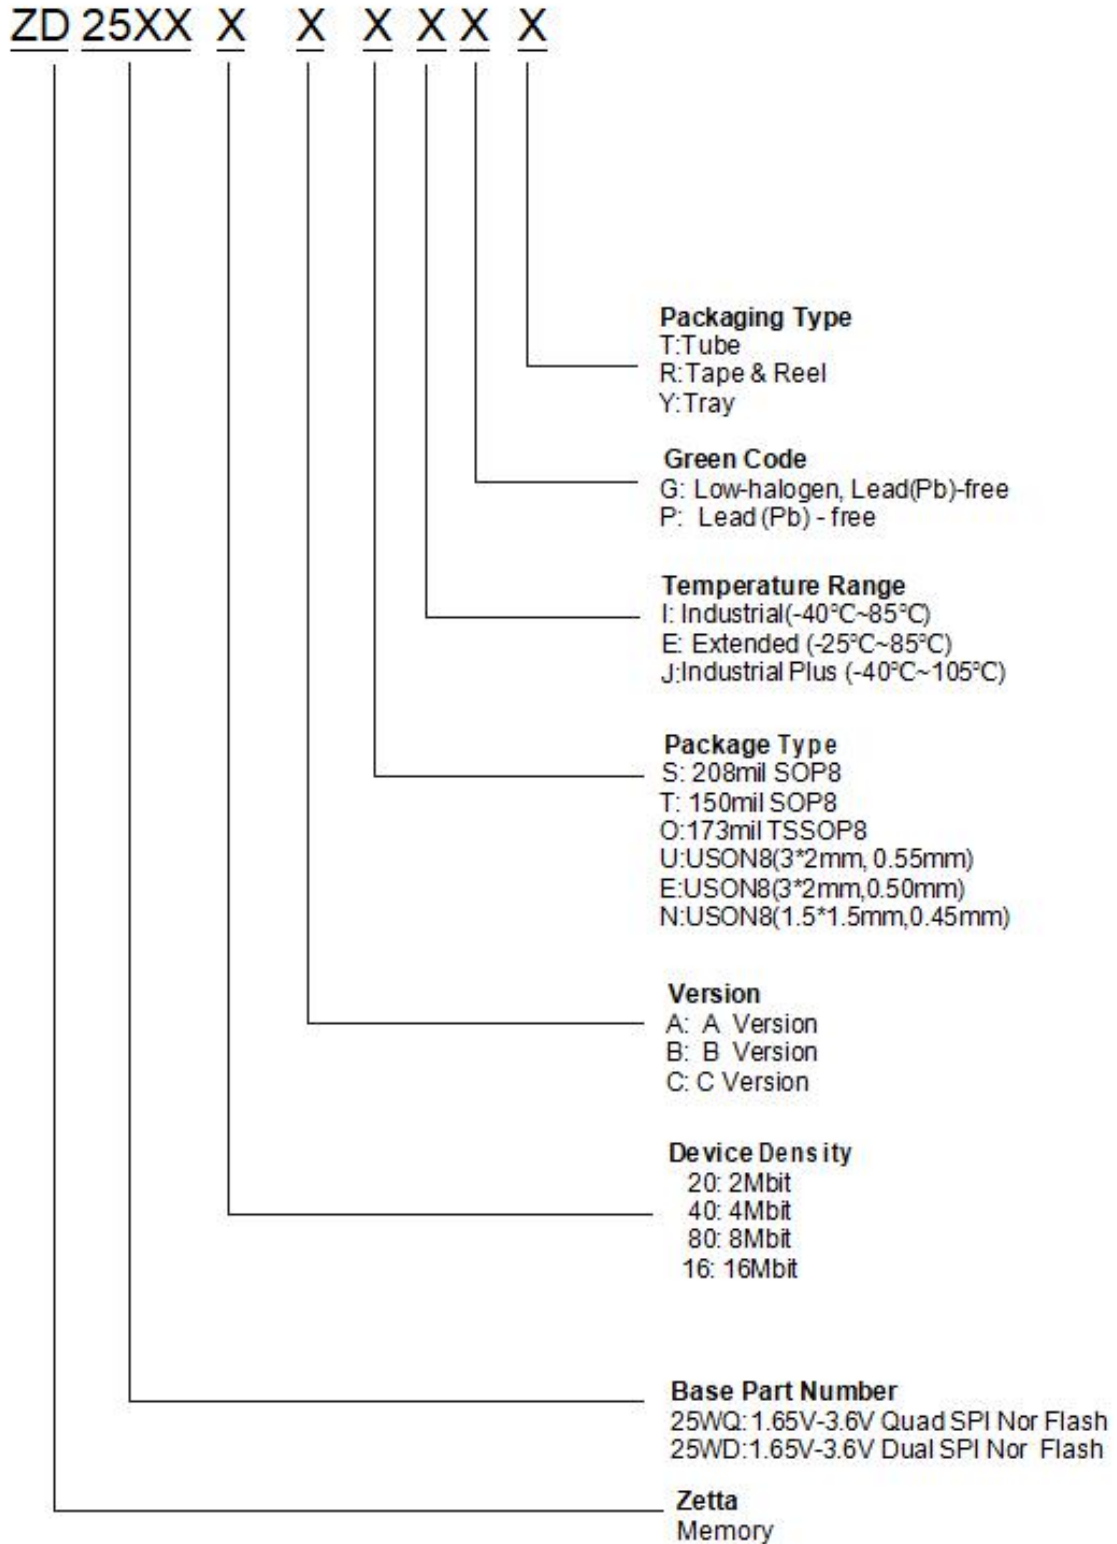 ZD 25XX X X X X X X
Packaging Type
T:Tube
R:Tape & Reel
Y:Tray
Green Code
G: Low-halogen, Lead(Pb)-free
P: Lead (Pb) - free
Temperature Range
I: Industrial(-40℃~85℃)
E: Extended (-25℃~85℃)
J:Industrial Plus (-40℃~105℃)
Package Type
S: 208mil SOP8
T: 150mil SOP8
O:173mil TSSOP8
U:USON8(3*2mm, 0.55mm)
E:USON8(3*2mm,0.50mm)
N:USON8(1.5*1.5mm,0.45mm)
Version
A: A Version
B: B Version
C: C Version
Device Density
20: 2Mbit
40: 4Mbit
80: 8Mbit
16: 16Mbit
Base Part Number
25WQ:1.65V-3.6V Quad SPI Nor Flash
25WD:1.65V-3.6V Dual SPI Nor Flash
Zetta
Memory